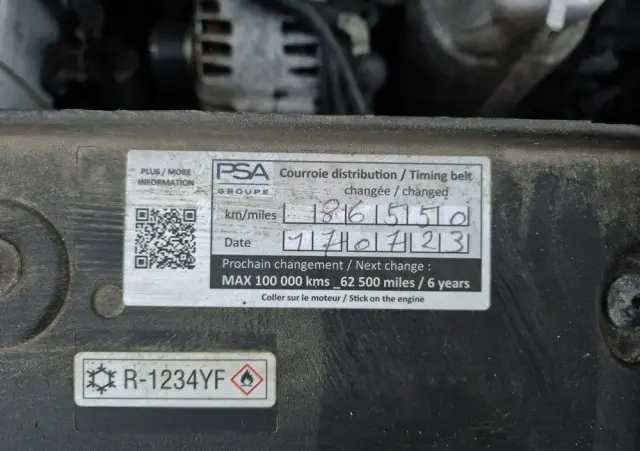 PLUS / MORE
INFORMATION
PSA
GROUPE
Courroie distribution / Timing belt
changée / changed
km/miles 86550
Date 170723
Prochain changement / Next change :
MAX 100 000 kms _62 500 miles / 6 years
Coller sur le moteur / Stick on the engine
R-1234YF